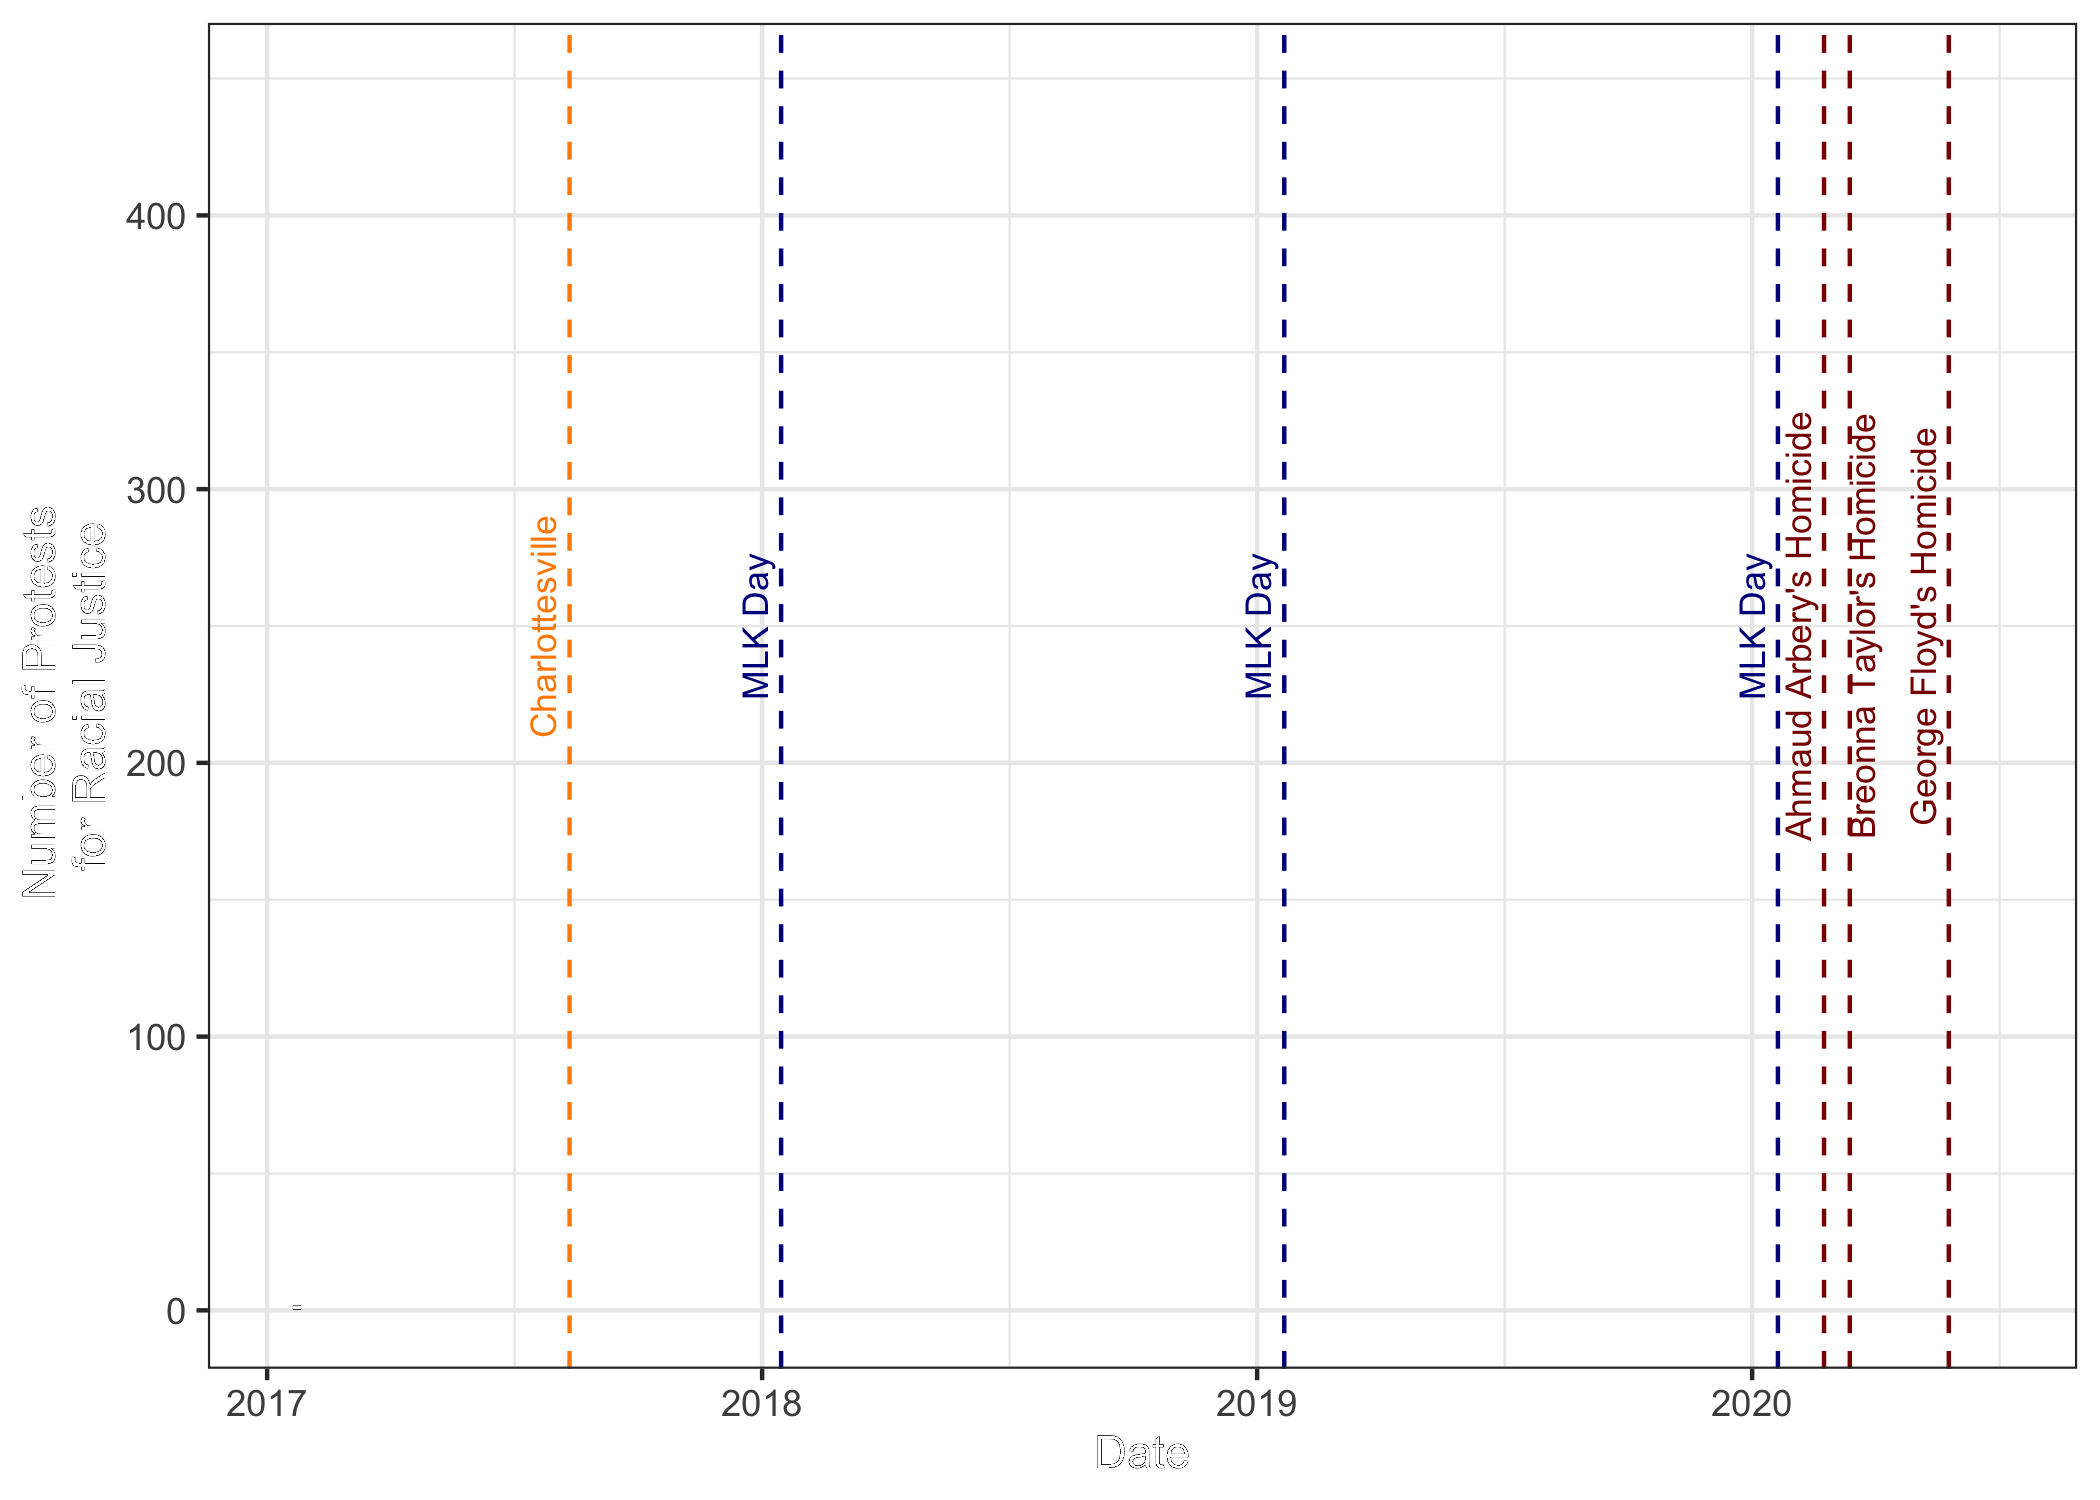 Number of Protests
for Racial Justice
400
300
200
100
0
Charlottesville
MLK Day
MLK Day
MLK Day
Ahmaud Arbery's Homicide
Breonna Taylor's Homicide
George Floyd's Homicide
2017
2018
2019
2020
Date